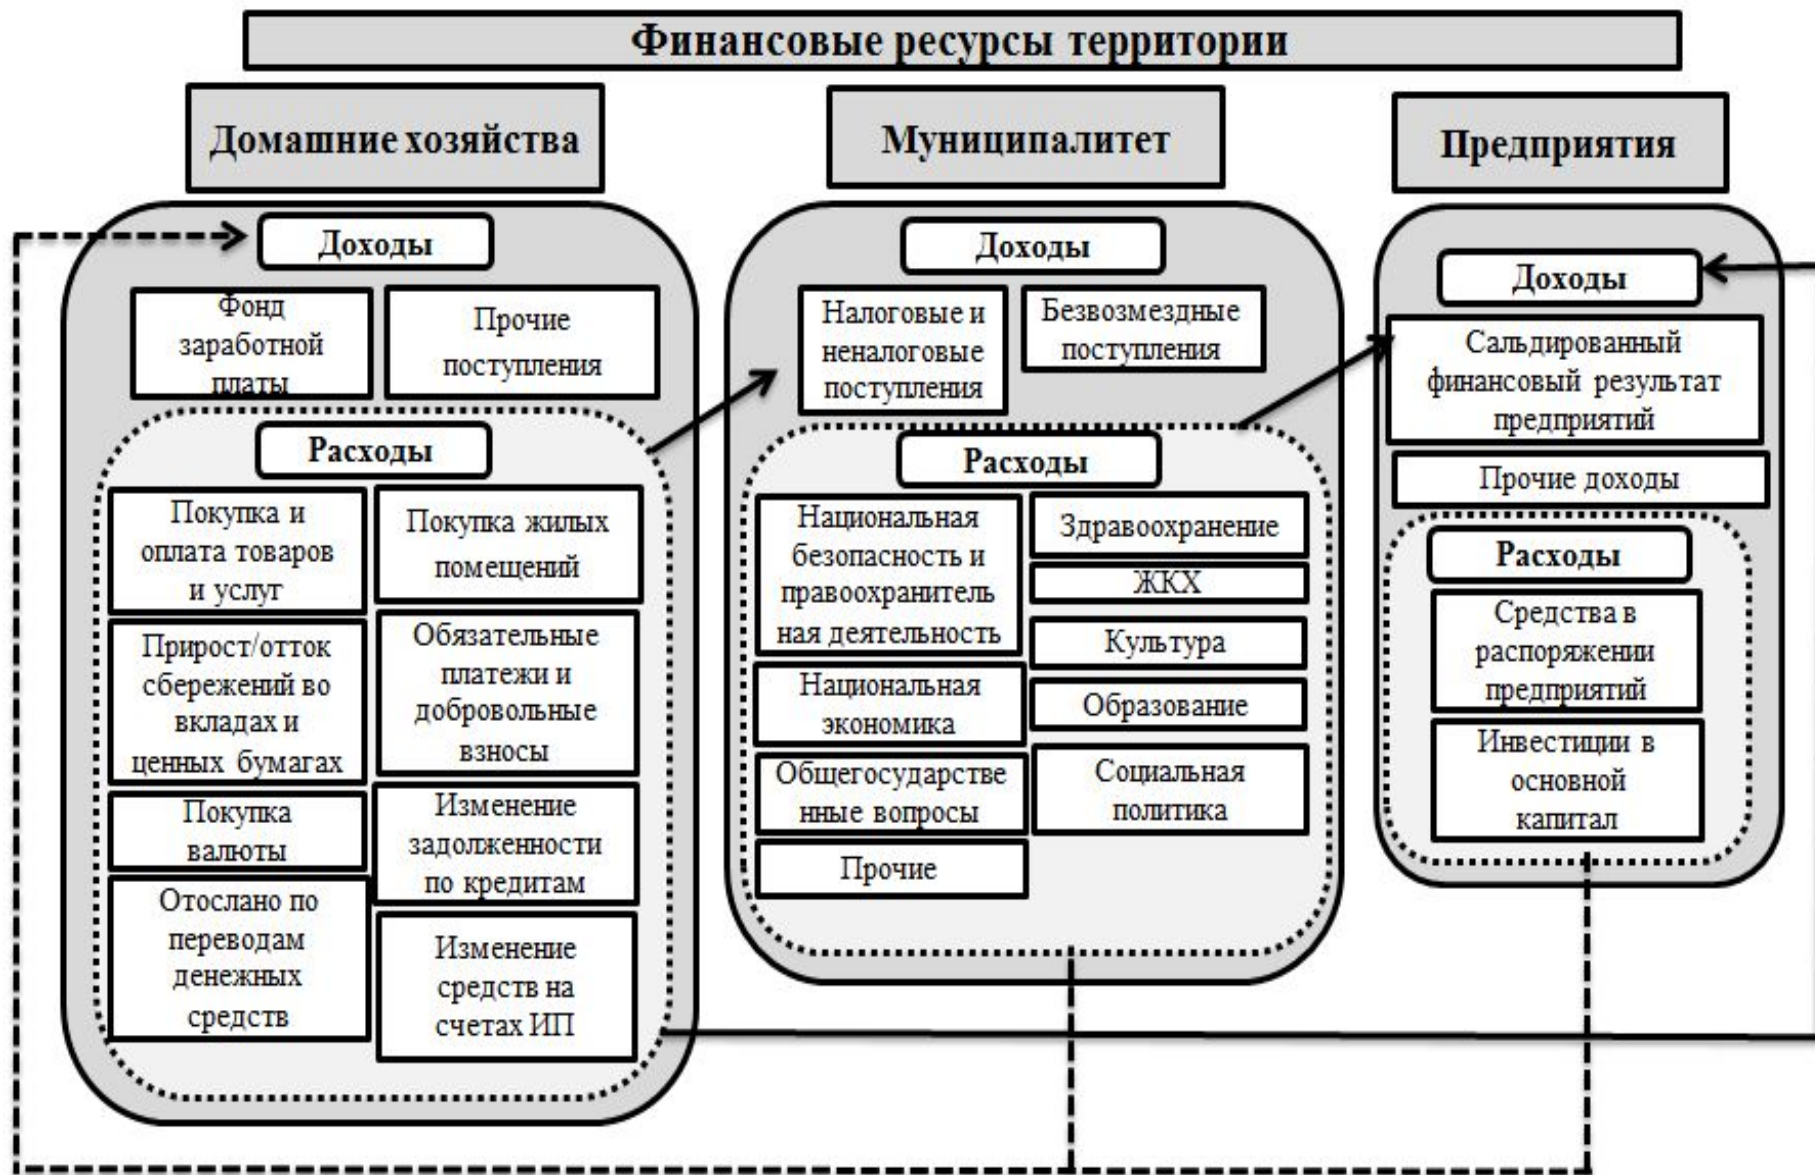 Финансовые ресурсы территории
Домашние хозяйства
Доходы
Фонд
заработной
платы
Прочие
поступления
Расходы
Покупка и
оплата товаров
и услуг
Покупка жилых
помещений
Прирост/отток
сбережений во
вкладах и
ценных бумагах
Обязательные
платежи и
добровольные
взносы
Покупка
валюты
Изменение
задолженности
по кредитам
Отослано по
переводам
денежных
средств
Изменение
средств на
счетах ИП
Муниципалитет
Доходы
Налоговые и
неналоговые
поступления
Безвозмездные
поступления
Расходы
Национальная
безопасность и
правоохранитель
ная деятельность
Здравоохранение
ЖКХ
Культура
Национальная
экономика
Образование
Общегосударстве
нные вопросы
Социальная
политика
Прочие
Предприятия
Доходы
Сальдированный
финансовый результат
предприятий
Прочие доходы
Расходы
Средства в
распоряжении
предприятий
Инвестиции в
основной
капитал